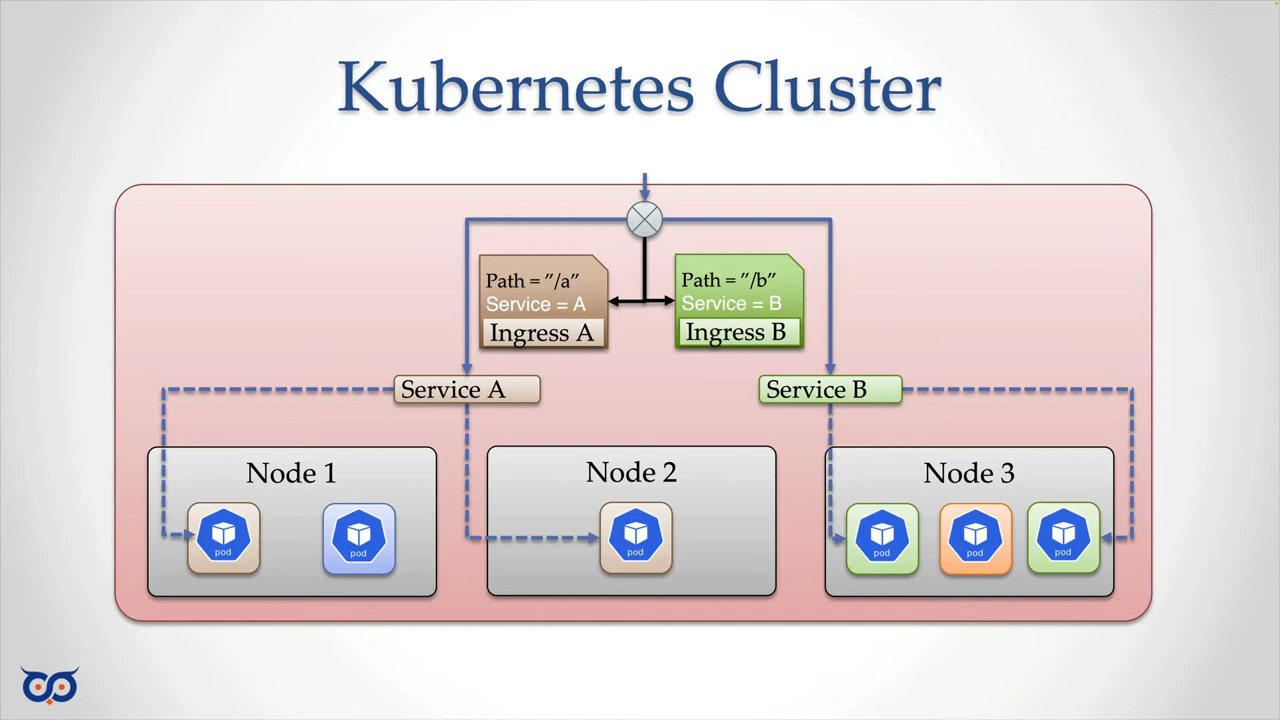 Kubernetes Cluster
Path = ”/a”
Service = A
Ingress A
Path = ”/b”
Service = B
Ingress B
Service A
Service B
Node 1
Node 2
Node 3
pod
pod
pod
pod
pod
pod